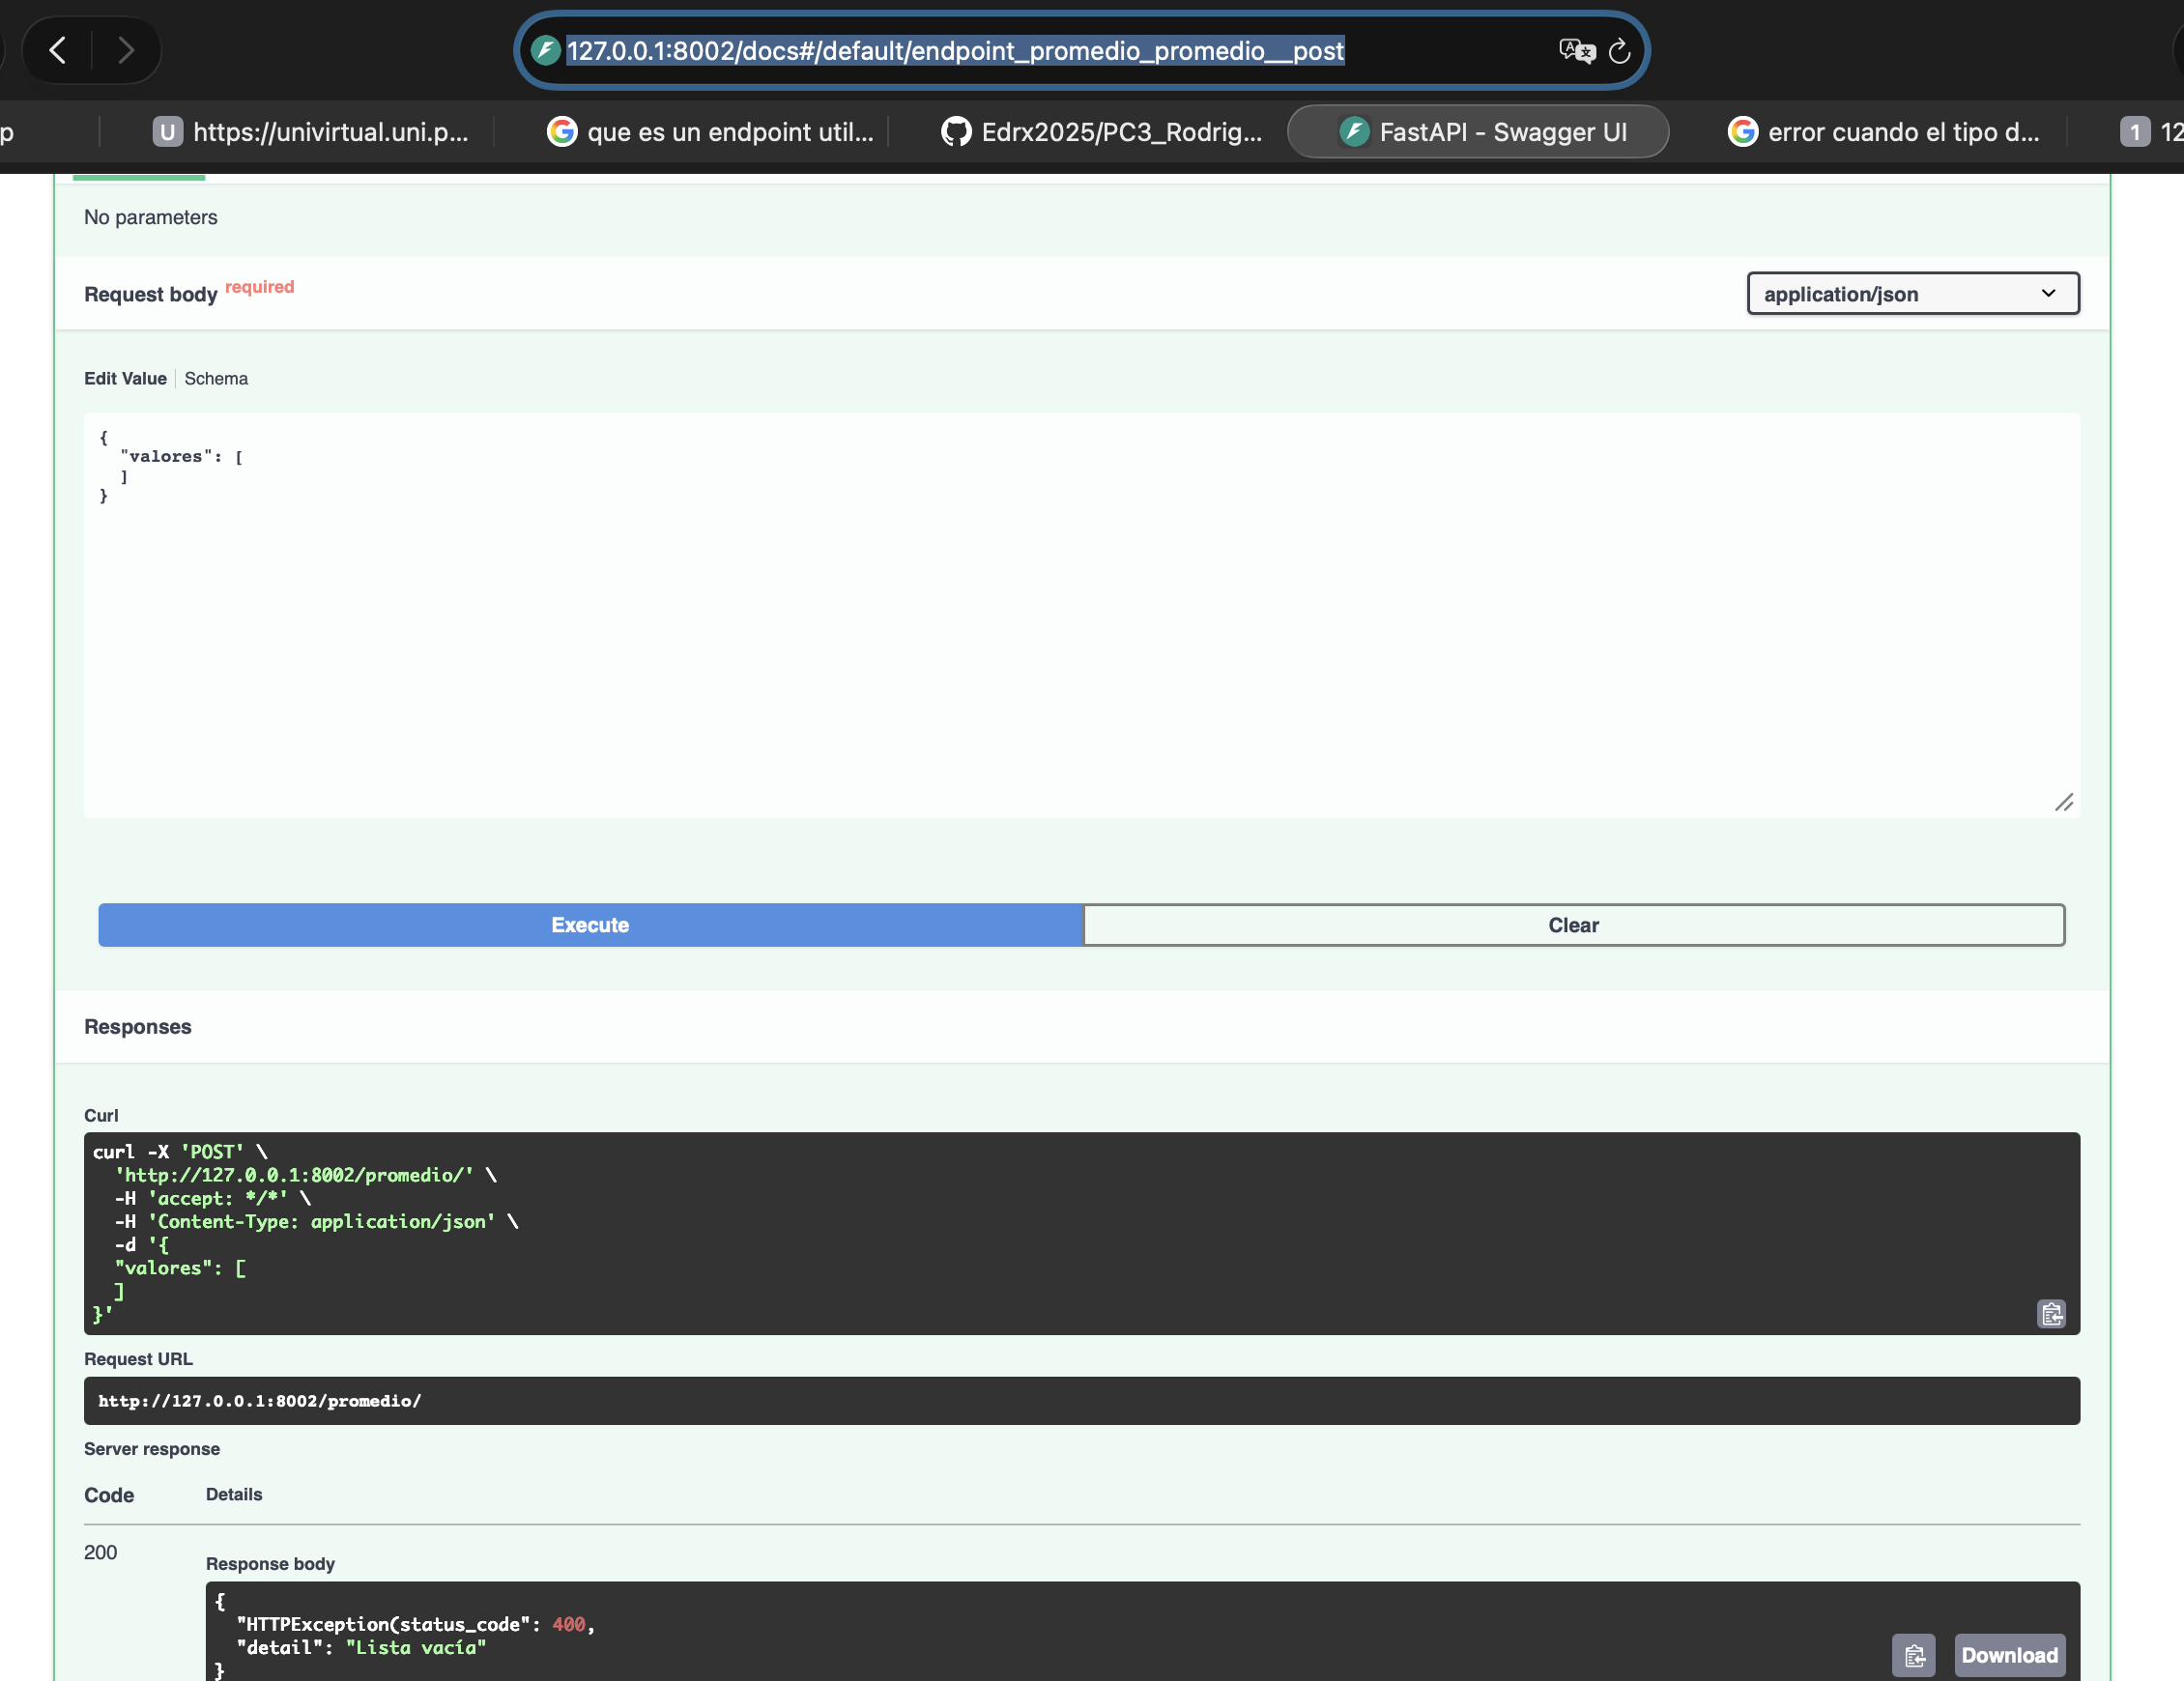 127.0.0.1:8002/docs#/default/endpoint_promedio_promedio__post
p
U https://univirtual.uni.p...
que es un endpoint util...
Edrx2025/PC3_Rodrig...
FastAPI - Swagger UI
error cuando el tipo d...
1 12
No parameters
Request body required
application/json
Edit Value Schema
{
"valores": [
]
}
Execute
Clear
Responses
Curl
curl -X 'POST' \
'http://127.0.0.1:8002/promedio/' \
-H 'accept: */*' \
-H 'Content-Type: application/json' \
-d '{
"valores": [
]
}'
Request URL
http://127.0.0.1:8002/promedio/
Server response
Code Details
200
Response body
{
"HTTPException(status_code": 400,
"detail": "Lista vacía"
}
Download